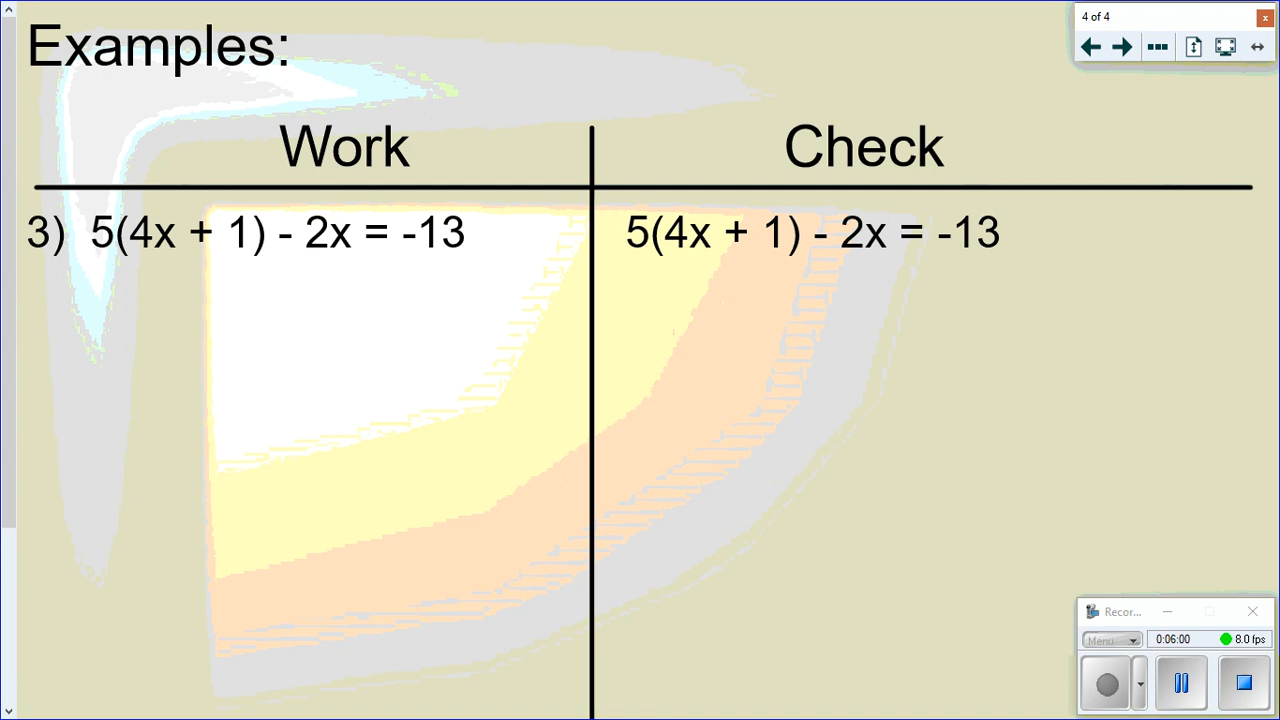 4 of 4
Examples:
Work Check
3) 5(4x + 1) - 2x = -13 5(4x + 1) - 2x = -13
Recor...
Menu 0:06:00 8.0 fps